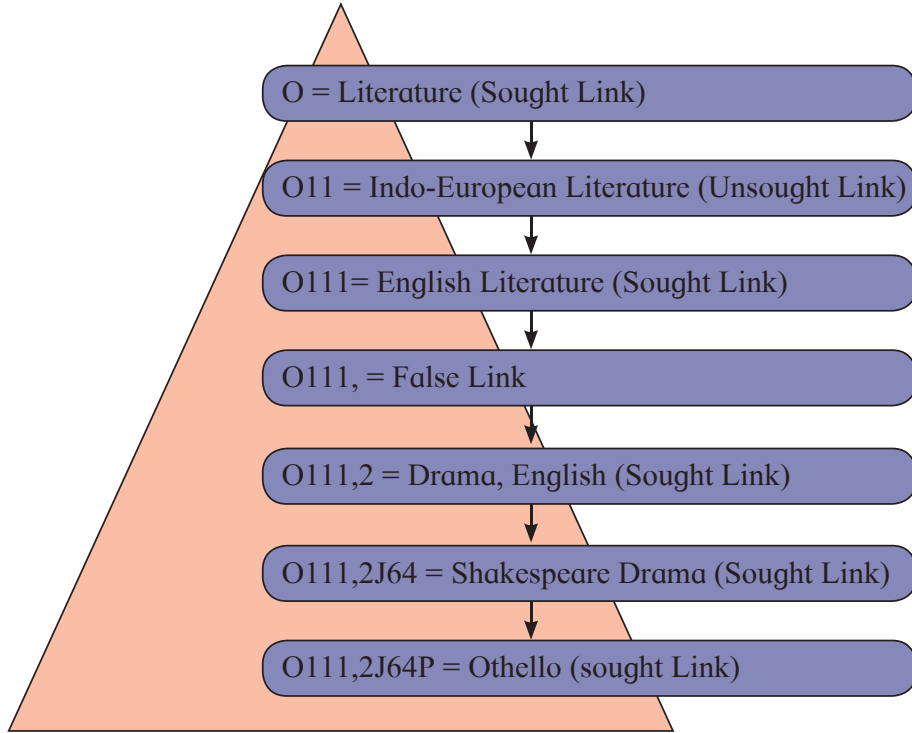 O = Literature (Sought Link)
O11 = Indo-European Literature (Unsought Link)
O111= English Literature (Sought Link)
O111, = False Link
O111,2 = Drama, English (Sought Link)
O111,2J64 = Shakespeare Drama (Sought Link)
O111,2J64P = Othello (sought Link)